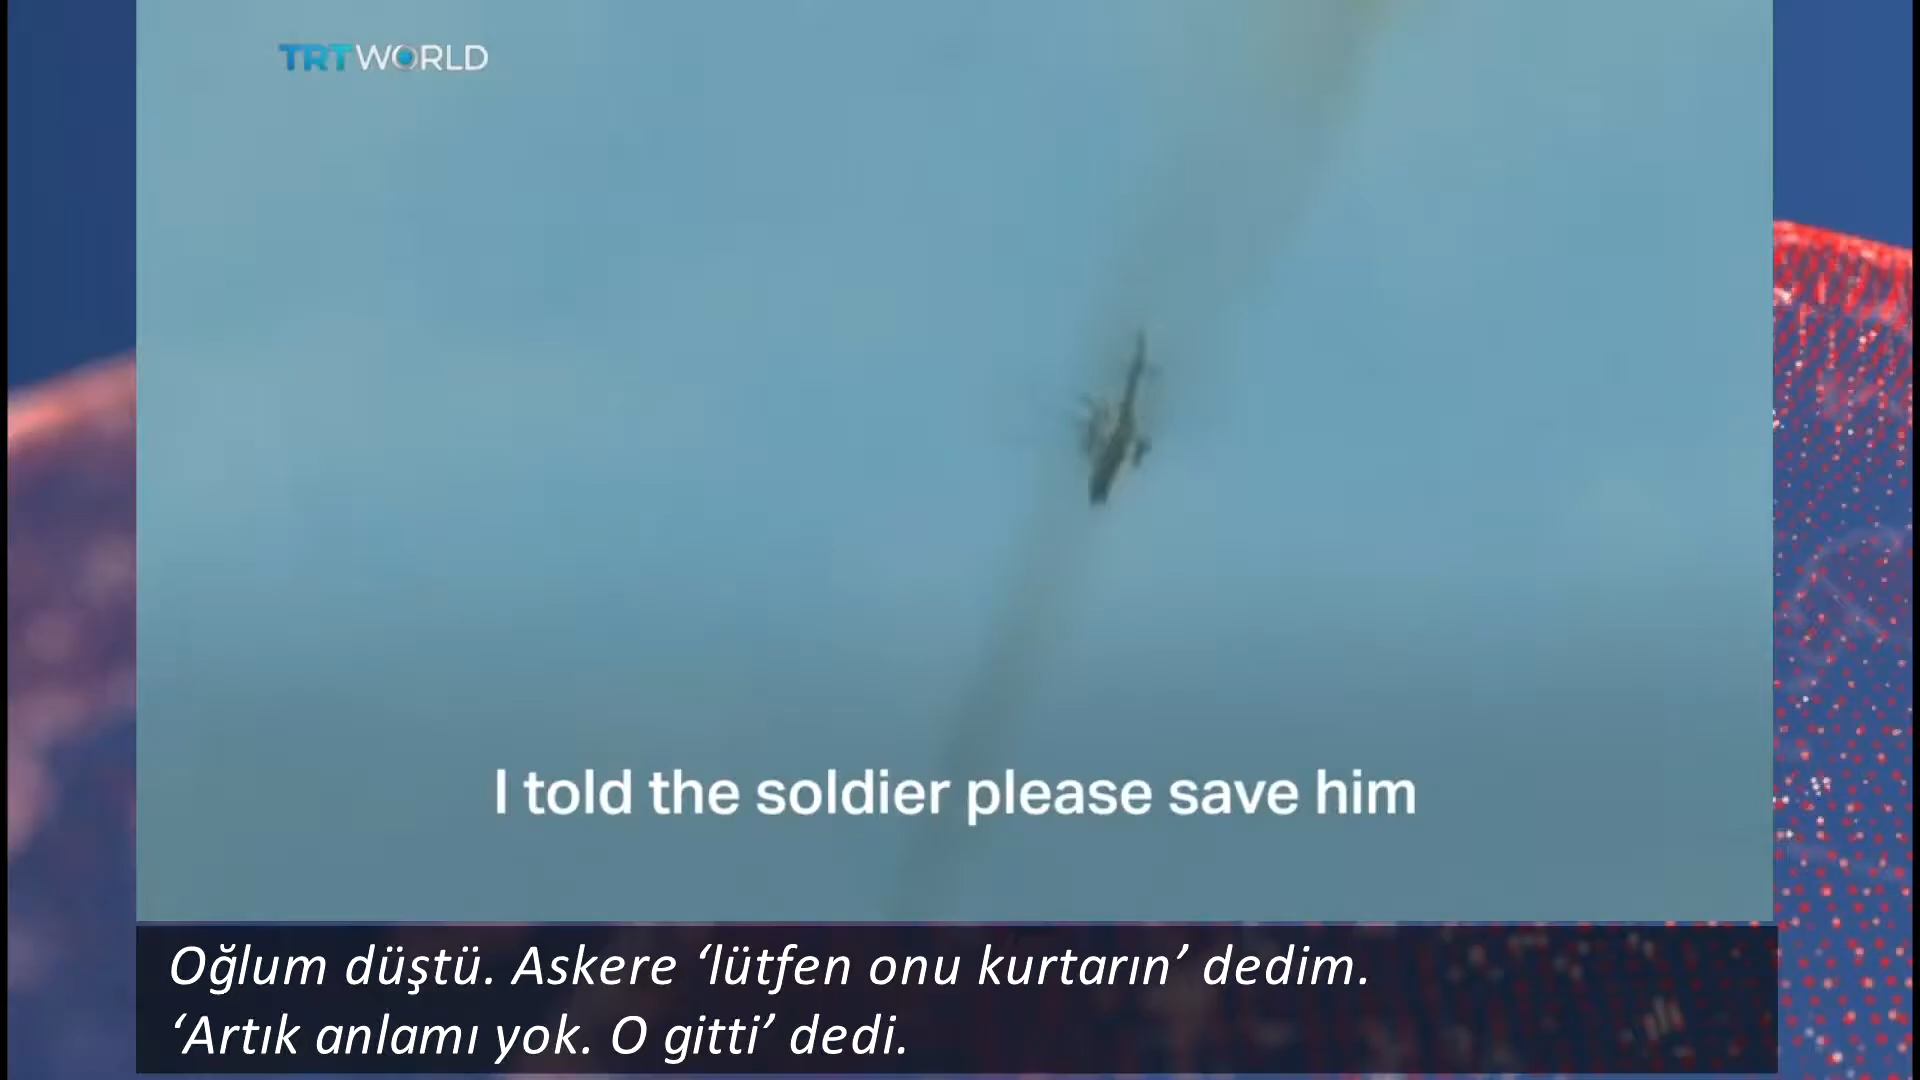 TRT WORLD
I told the soldier please save him
Oğlum düştü. Askere ‘lütfen onu kurtarın’ dedim.
‘Artık anlamı yok. O gitti’ dedi.